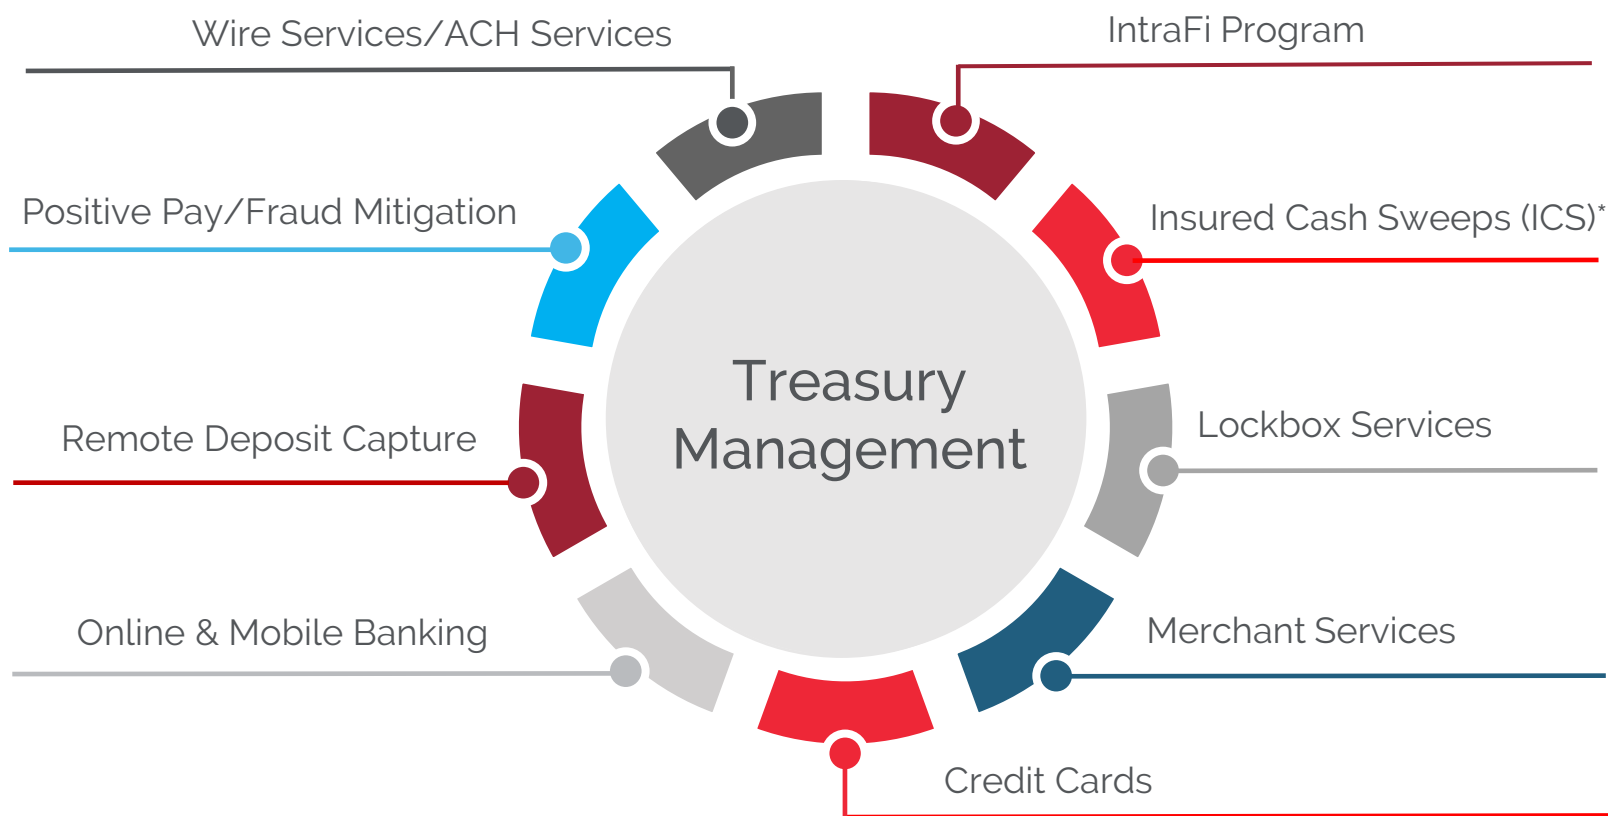 Wire Services/ACH Services
IntraFi Program
Positive Pay/Fraud Mitigation
Insured Cash Sweeps (ICS)*
Treasury
Management
Remote Deposit Capture
Lockbox Services
Online & Mobile Banking
Merchant Services
Credit Cards